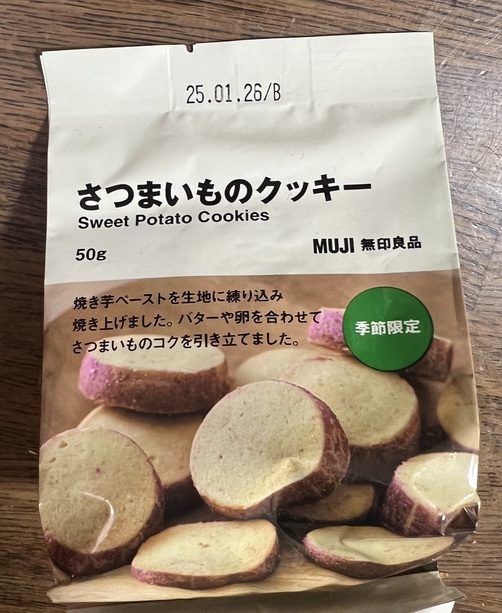 25.01.26/B
さつまいものクッキー
Sweet Potato Cookies
50g
MUJI 無印良品
焼き芋ペーストを生地に練り込み
焼き上げました。バターや卵を合わせて
さつまいものコクを引き立てました。
季節限定